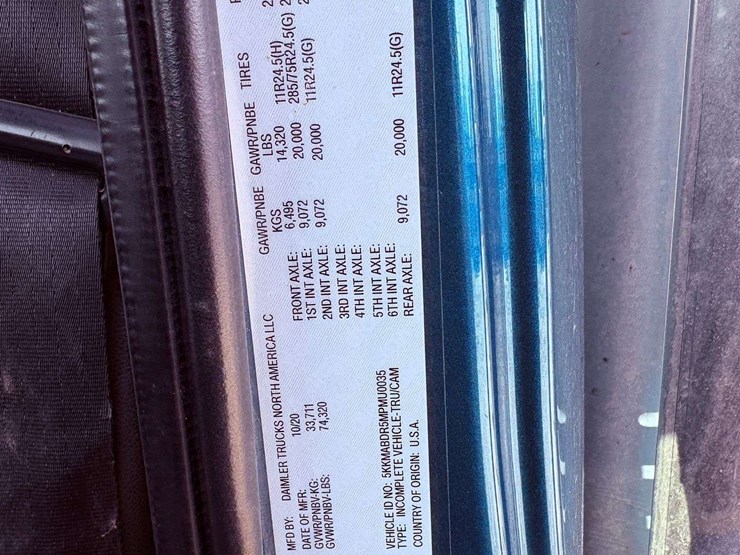 MFD BY: DAIMLER TRUCKS NORTH AMERICA LLC
DATE OF MFR: 10/20
GVWR/PNBV-KG: 33,711
GVWR/PNBV-LBS: 74,320
VEHICLE ID NO: 5KKMABDR5MPMU0035
TYPE: INCOMPLETE VEHICLE-TRU/CAM
COUNTRY OF ORIGIN: U.S.A.
GAWR/PNBE GAWR/PNBE TIRES
KGS LBS
FRONT AXLE: 6,495 14,320 11R24.5(H)
1ST INT AXLE: 9,072 20,000 285/75R24.5(G)
2ND INT AXLE: 9,072 20,000 11R24.5(G)
3RD INT AXLE:
4TH INT AXLE:
5TH INT AXLE:
6TH INT AXLE:
REAR AXLE: 9,072 20,000 11R24.5(G)